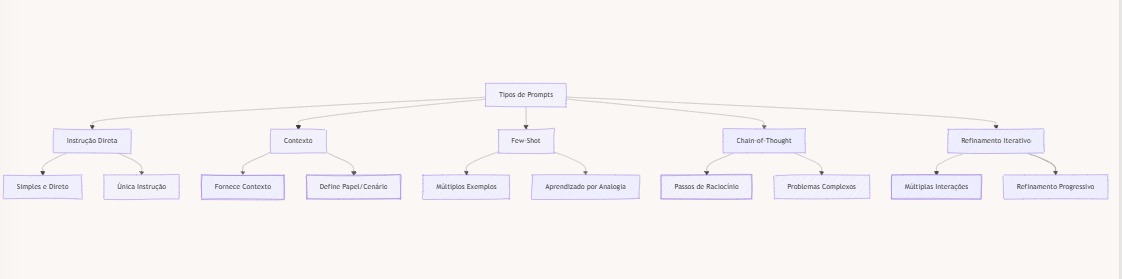 Tipos de Prompts
Instrução Direta
Contexto
Few-Shot
Chain-of-Thought
Refinamento Iterativo
Simples e Direto
Única Instrução
Fornece Contexto
Define Papel/Cenário
Múltiplos Exemplos
Aprendizado por Analogia
Passos de Raciocínio
Problemas Complexos
Múltiplas Interações
Refinamento Progressivo